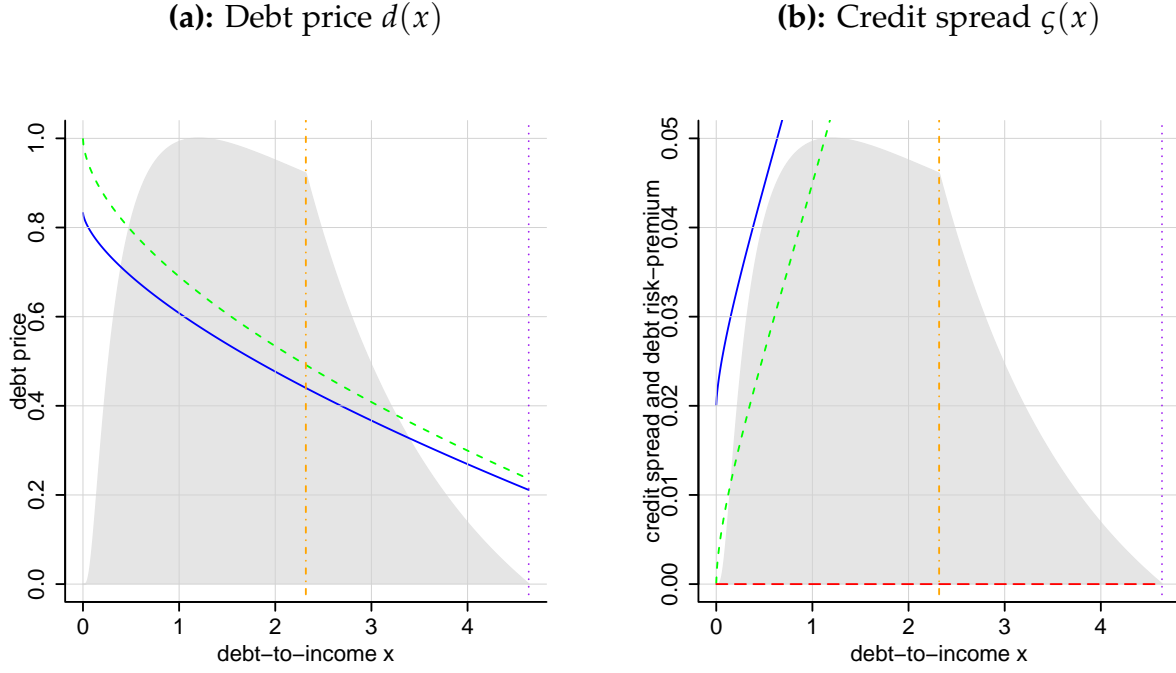 (a): Debt price d(x)
1.0
0.8
0.6
0.4
0.2
0.0
debt price
0 1 2 3 4
debt−to−income x
(b): Credit spread ς(x)
0.05
0.04
0.03
0.02
0.01
0.00
credit spread and debt risk−premium
0 1 2 3 4
debt−to−income x